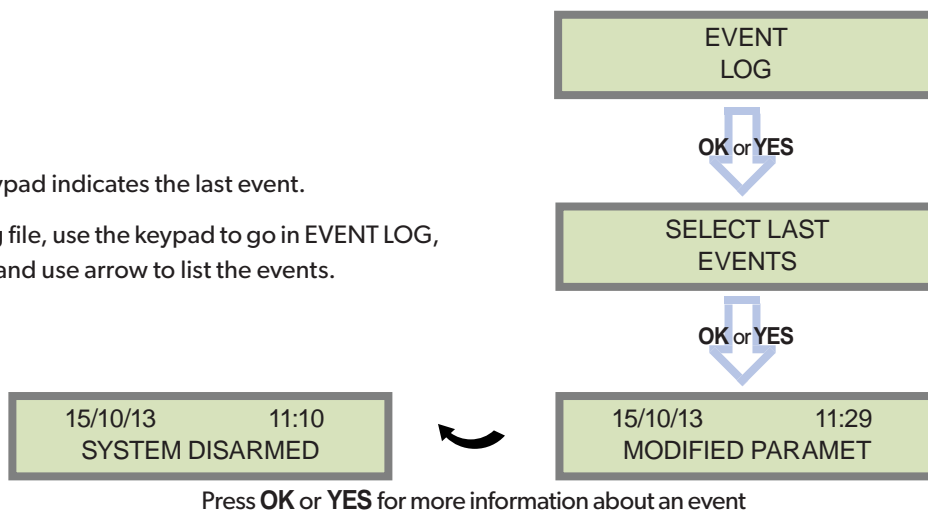 EVENT
LOG
OK or YES
ypad indicates the last event.
g file, use the keypad to go in EVENT LOG,
and use arrow to list the events.
SELECT LAST
EVENTS
OK or YES
15/10/13 11:10
SYSTEM DISARMED
15/10/13 11:29
MODIFIED PARAMET
Press OK or YES for more information about an event